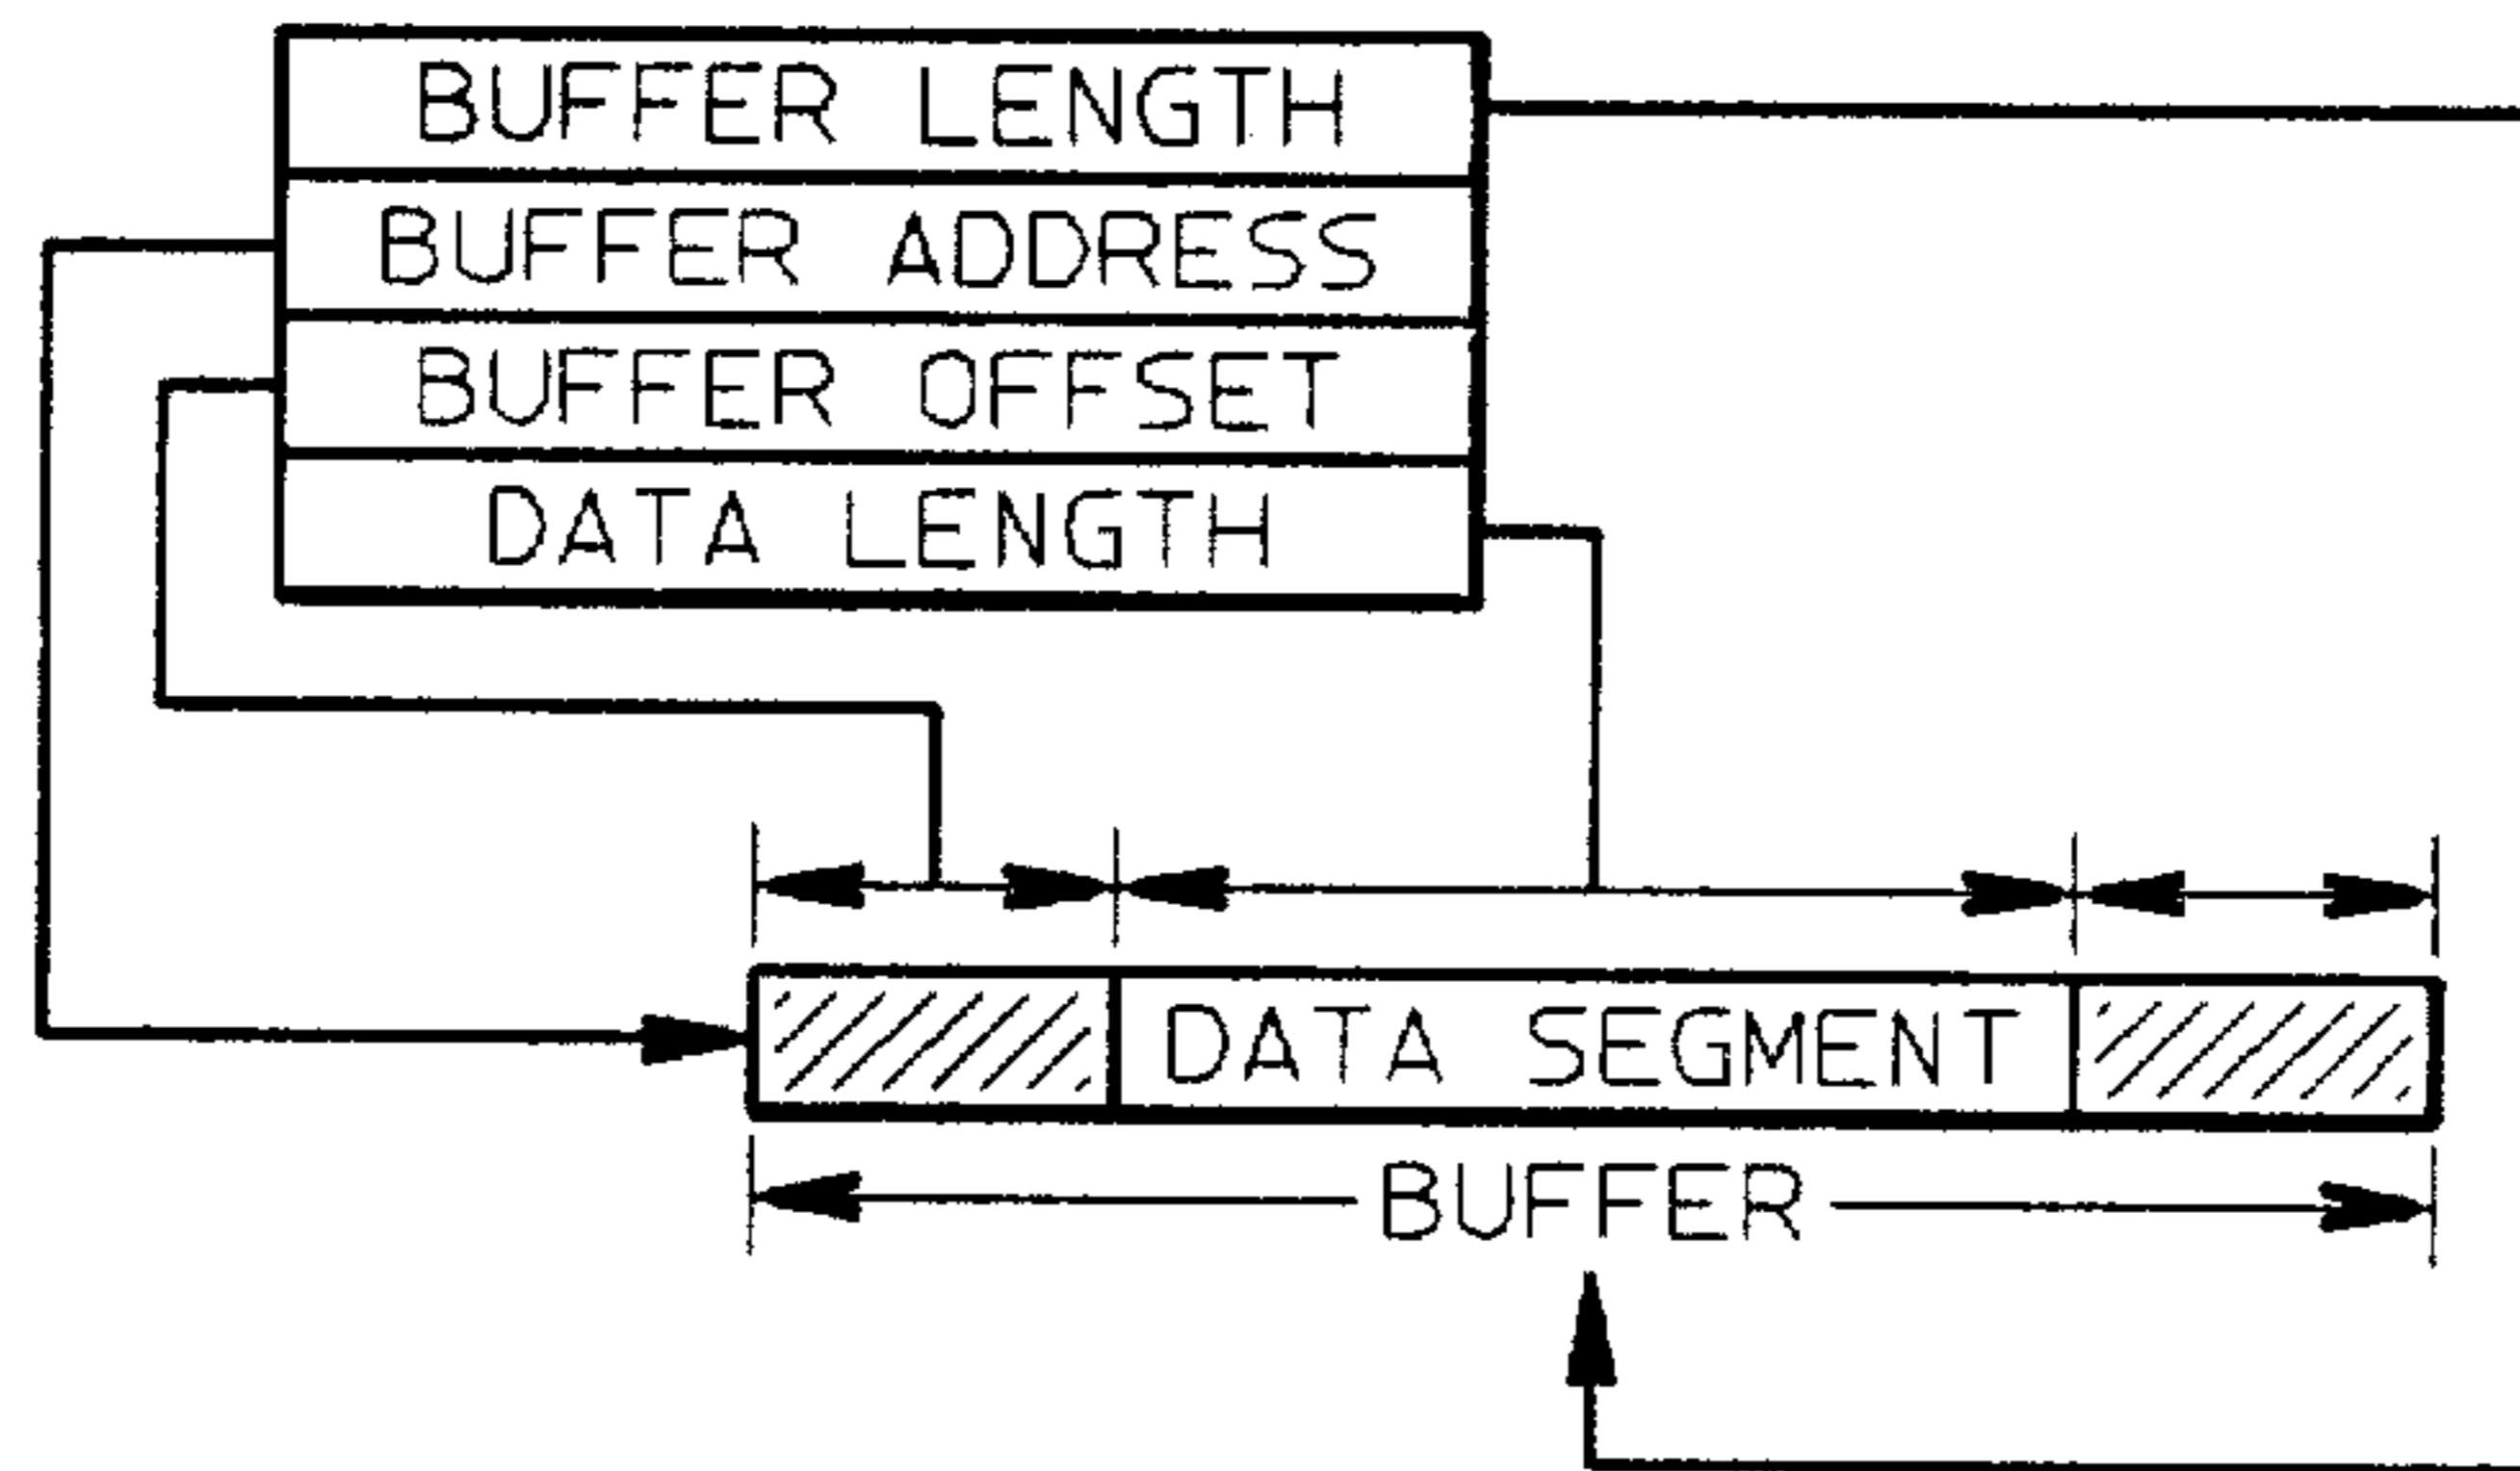 BUFFER LENGTH
BUFFER ADDRESS
BUFFER OFFSET
DATA LENGTH
DATA SEGMENT
BUFFER